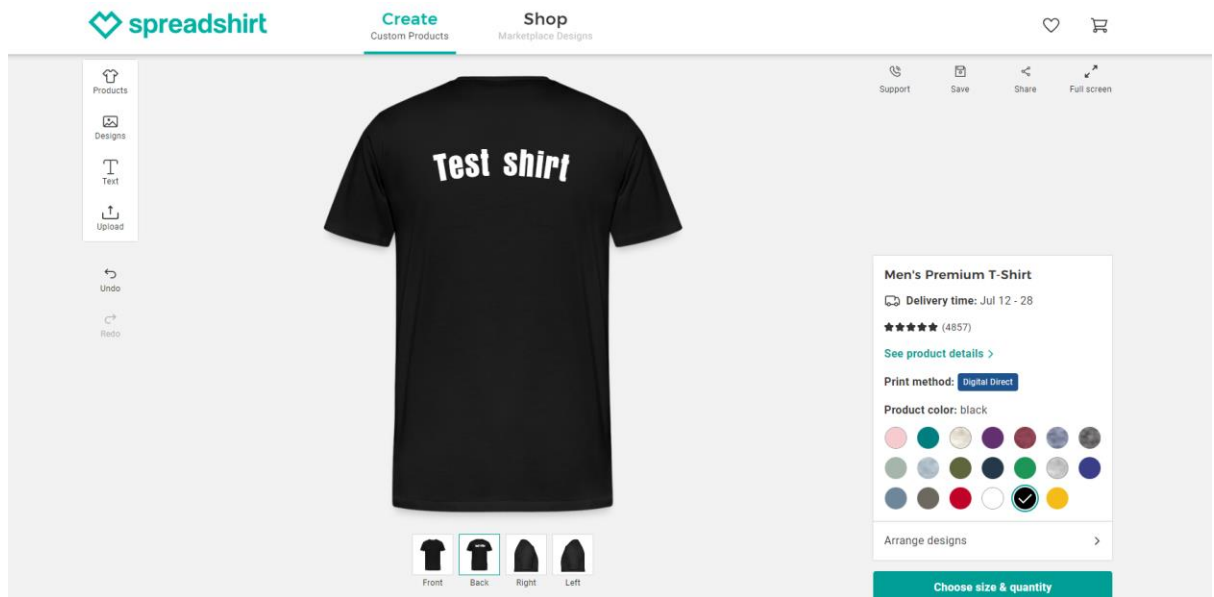 spreadshirt
Create
Custom Products
Shop
Marketplace Designs
Products
Designs
Text
Upload
Undo
Redo
Test shirt
Front
Back
Right
Left
Support
Save
Share
Full screen
Men's Premium T-Shirt
Delivery time: Jul 12 - 28
(4857)
See product details >
Print method: Digital Direct
Product color: black
Arrange designs >
Choose size & quantity